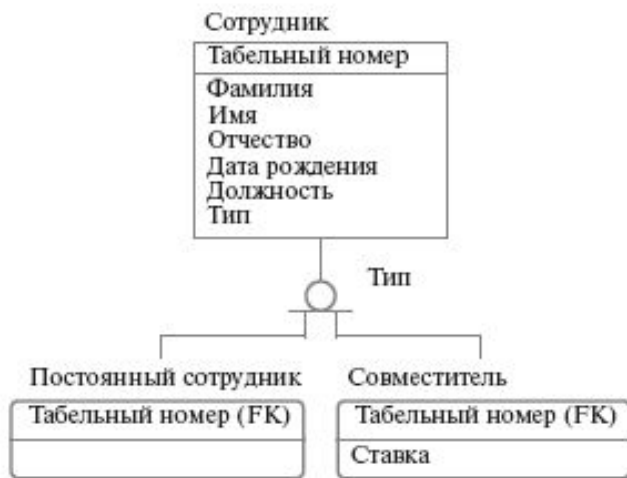 Сотрудник
Табельный номер
Фамилия
Имя
Отчество
Дата рождения
Должность
Тип
Тип
Постоянный сотрудник
Табельный номер (FK)
Совместитель
Табельный номер (FK)
Ставка